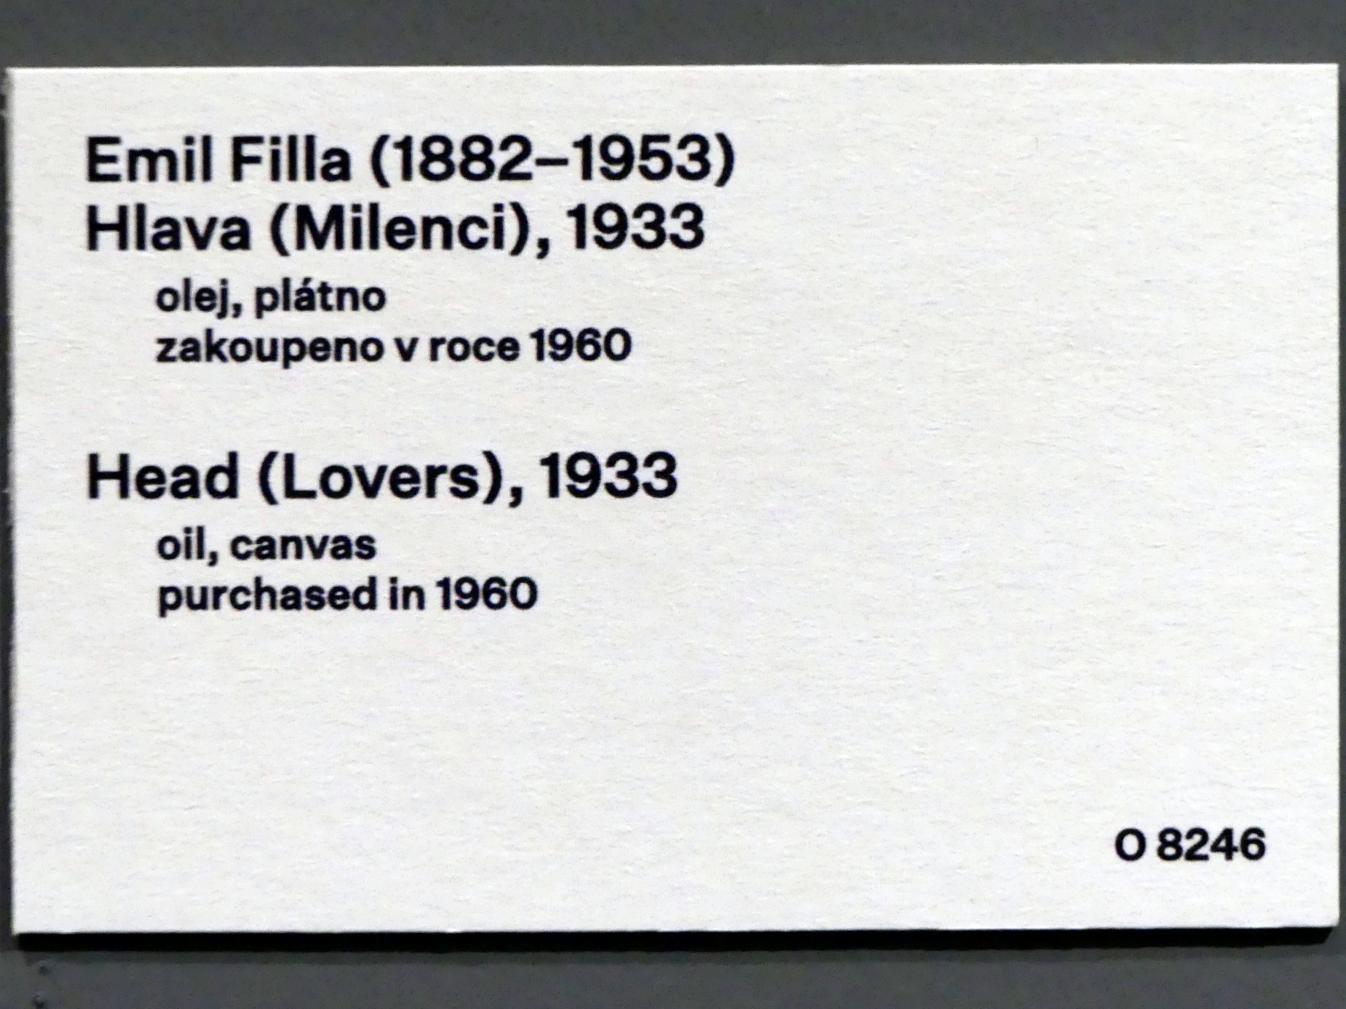 Emil Filla (1882–1953)
Hlava (Milenci), 1933
olej, plátno
zakoupeno v roce 1960
Head (Lovers), 1933
oil, canvas
purchased in 1960
O 8246